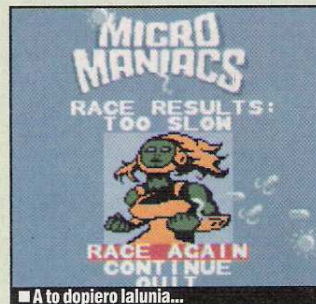 MICRO
MANIACS
RACE RESULTS:
TOO SLOW
RACE AGAIN
CONTINUE
QUIT
■ A to dopiero lalunia...